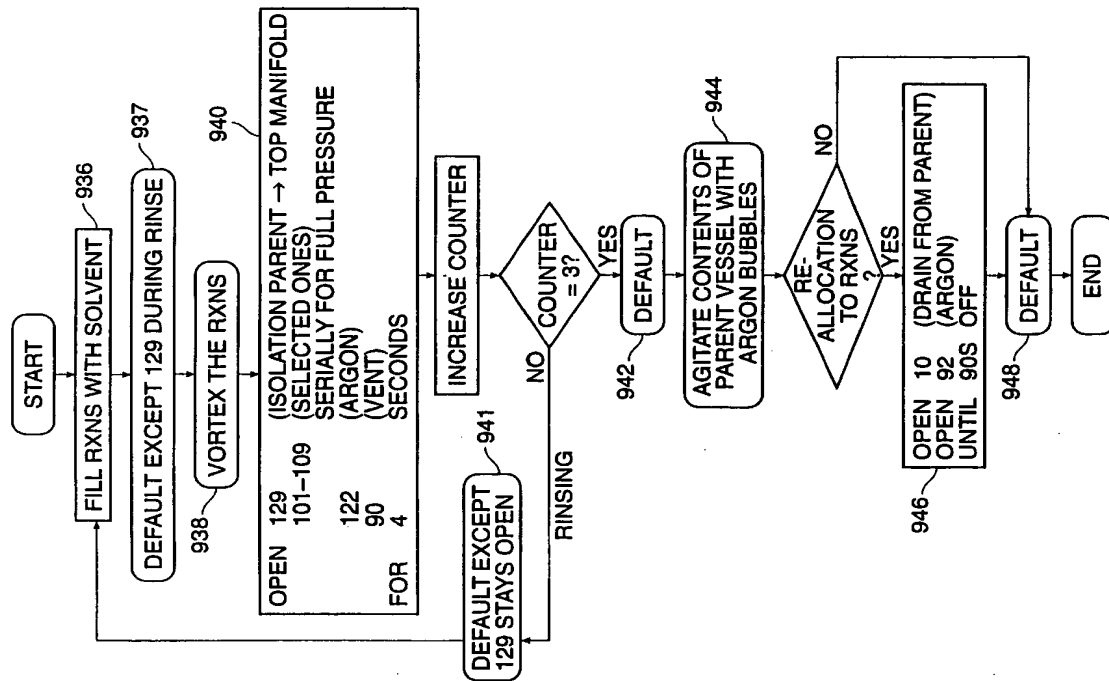 START
FILL RXNS WITH SOLVENT
936
DEFAULT EXCEPT 129 DURING RINSE
937
VORTEX THE RXNS
938
940
OPEN 129 (ISOLATION PARENT → TOP MANIFOLD
101–109 (SELECTED ONES)
SERIALLY FOR FULL PRESSURE
122 (ARGON)
90 (VENT)
FOR 4 SECONDS
INCREASE COUNTER
COUNTER
= 3?
NO
RINSING
DEFAULT EXCEPT
129 STAYS OPEN
941
YES
DEFAULT
942
AGITATE CONTENTS OF
PARENT VESSEL WITH
ARGON BUBBLES
944
RE-
ALLOCATION
TO RXNS
?
NO
YES
OPEN 10 (DRAIN FROM PARENT)
OPEN 92 (ARGON)
UNTIL 90S OFF
946
DEFAULT
948
END